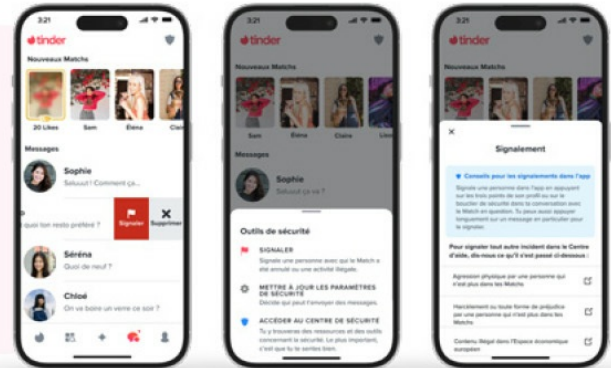 3:21
tinder
Nouveaux Matchs
20 Likes Sam Elena Clai
Messages
Sophie
Saluuut ! Comment ça...
quoi ton resto préféré ?
Signaler Supprimer
Séréna
Quoi de neuf ?
Chloé
On va boire un verre ce soir ?
3:21
tinder
Nouveaux Matchs
Sam Elena Claire Lisa
Messages
Sophie
Saluuut ça va ?
Outils de sécurité
SIGNALER
Signale une personne avec qui le Match a
été annulé ou une activité illégale.
METTRE À JOUR LES PARAMÈTRES
DE SÉCURITÉ
Décide qui peut t'envoyer des messages.
ACCÉDER AU CENTRE DE SÉCURITÉ
Tu y trouveras des ressources et des outils
concernant la sécurité. Le plus important,
c'est que tu te sentes bien.
3:21
tinder
Nouveaux Matchs
Signalement
Conseils pour les signalements dans l'app
Signale une personne dans l'app en appuyant
sur les trois points de son profil ou sur le
bouclier de sécurité dans la conversation avec
le Match en question. Tu peux aussi appuyer
longuement sur un message en particulier pour
le signaler.
Pour signaler tout autre incident dans le Centre
d'aide, dis-nous ce qu'il s'est passé ci-dessous :
Agression physique par une personne qui
n'est plus dans tes Matchs
Harcèlement ou toute forme de préjudice
par une personne qui n'est plus dans tes
Matchs
Contenu illégal dans l'Espace économique
européen